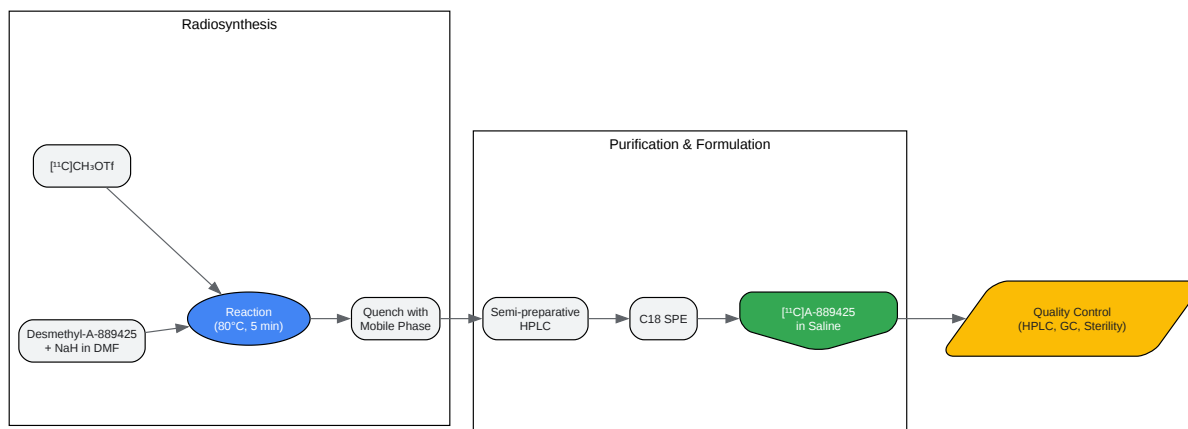 Radiosynthesis
[¹¹C]CH₃OTf
Desmethyl-A-889425
+ NaH in DMF
Reaction
(80°C, 5 min)
Quench with
Mobile Phase
Purification & Formulation
Semi-preparative
HPLC
C18 SPE
[¹¹C]A-889425
in Saline
Quality Control
(HPLC, GC, Sterility)